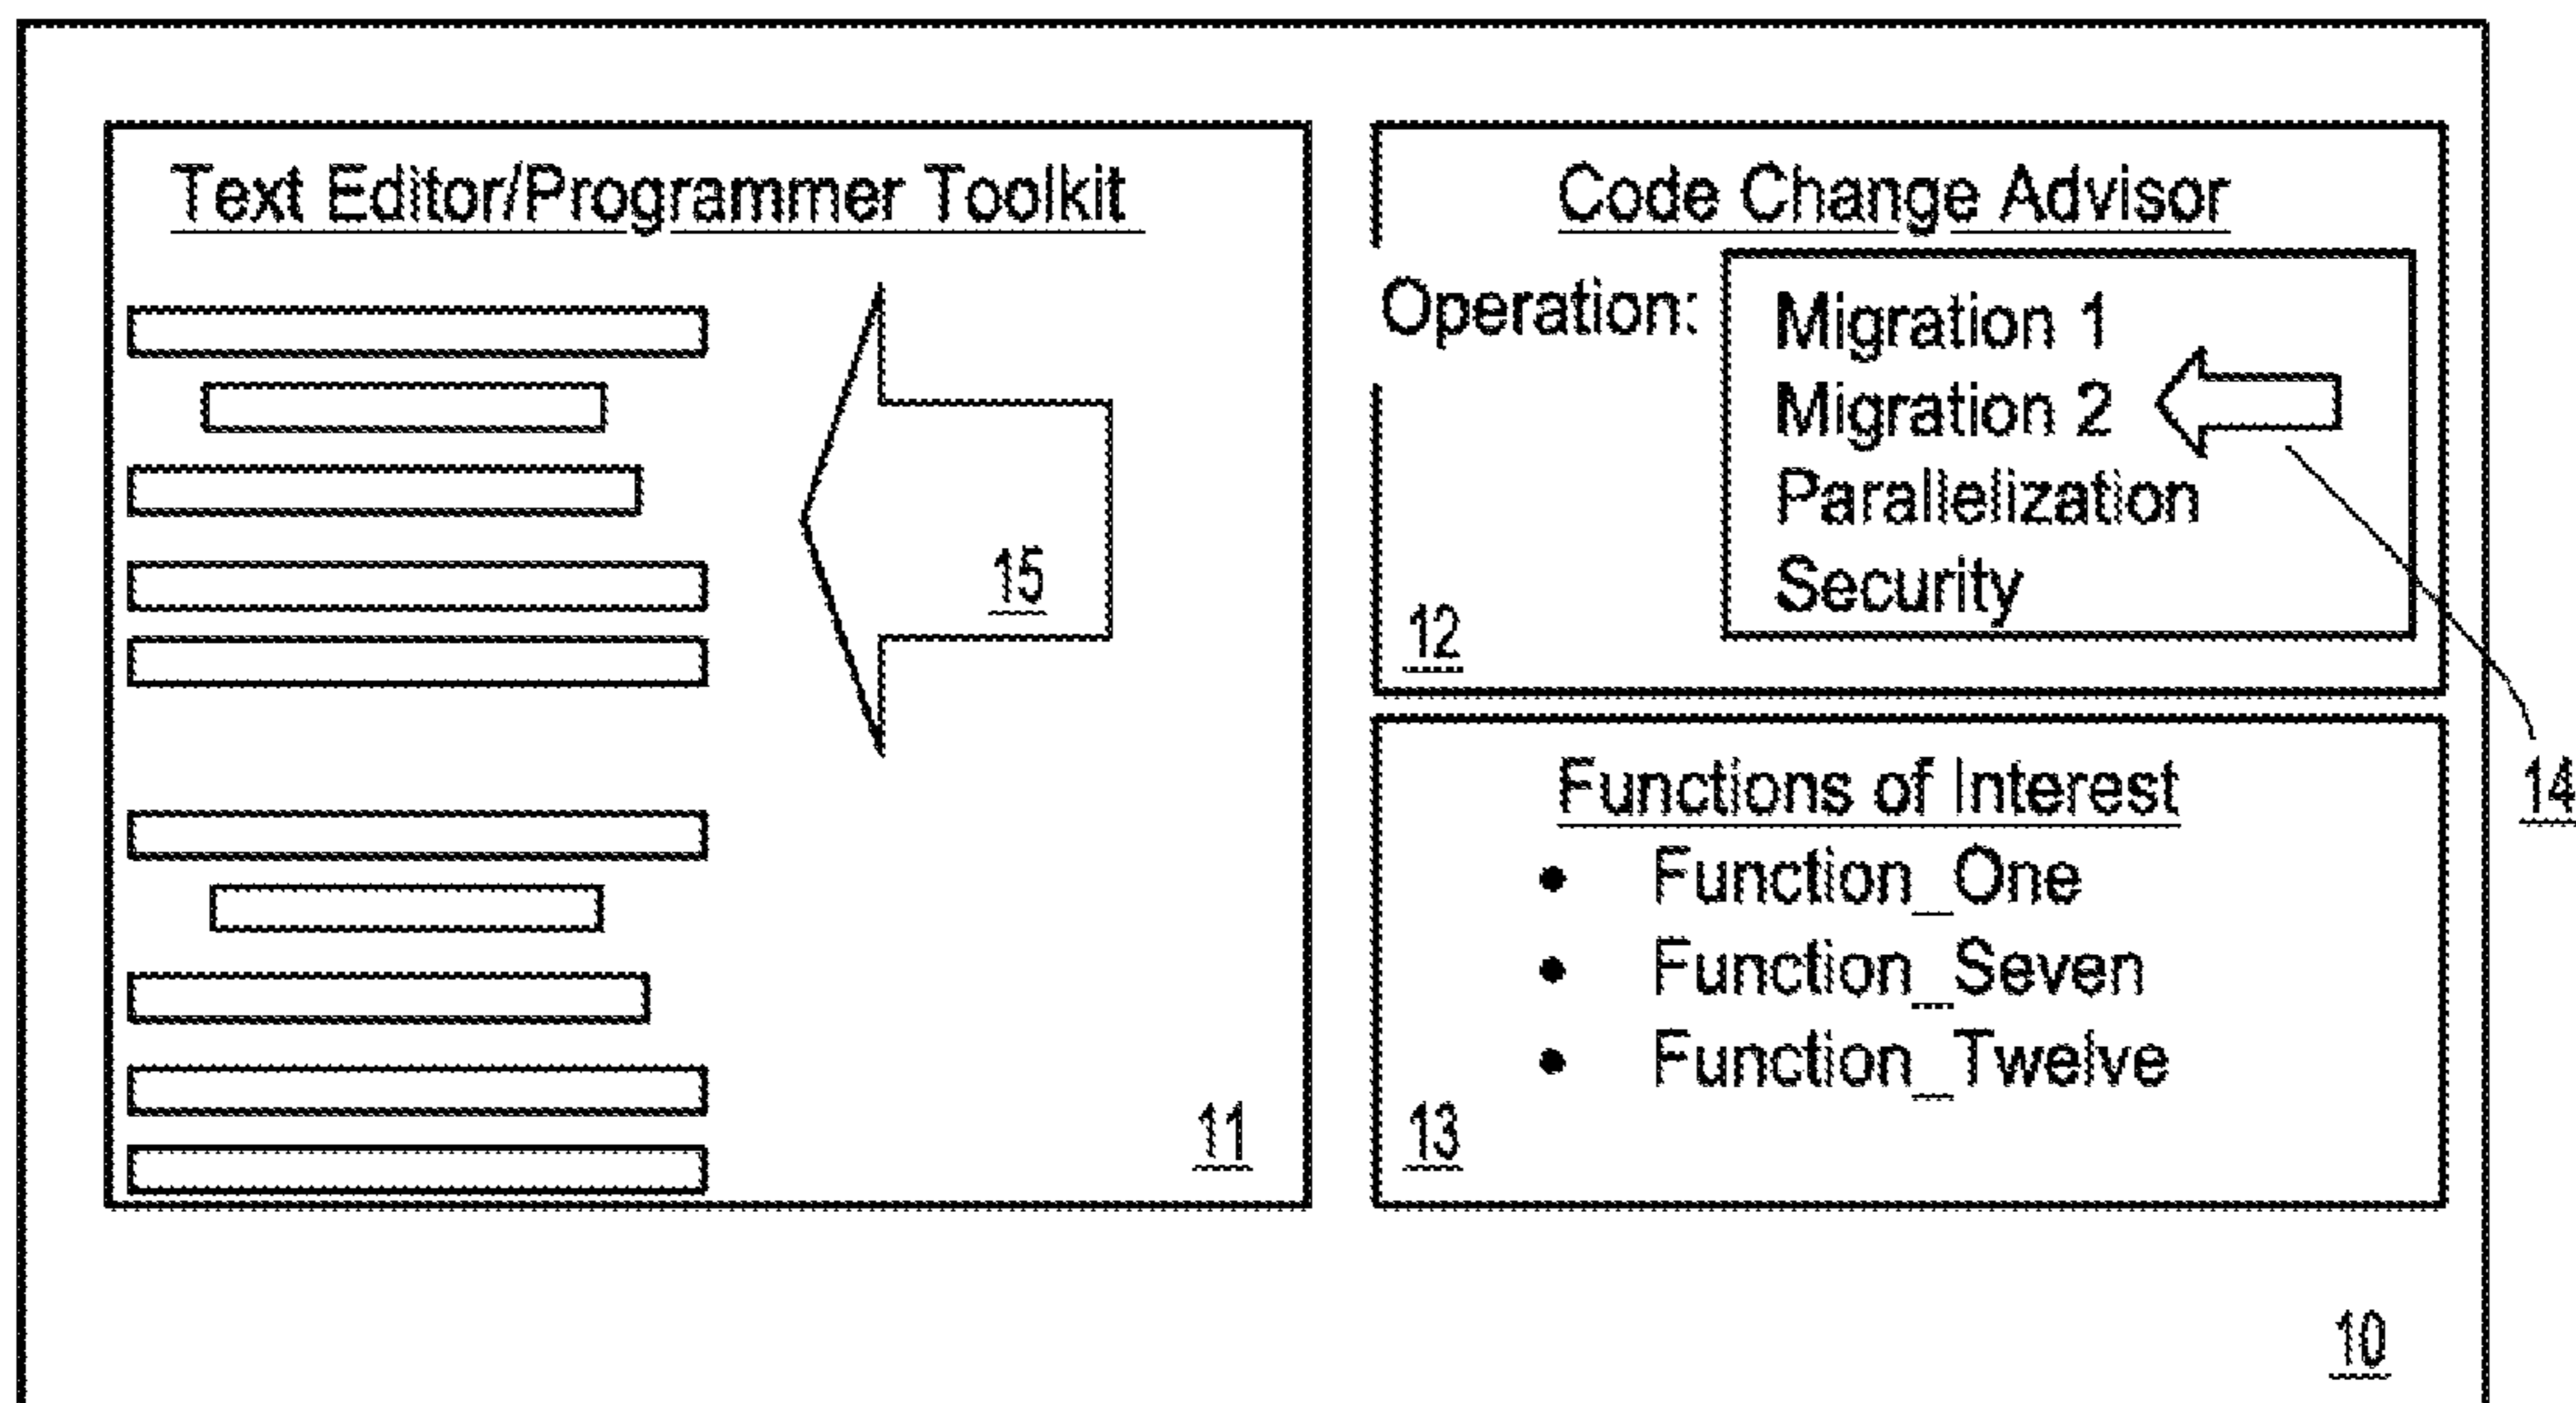 Text Editor/Programmer Toolkit
15
11
Code Change Advisor
Operation:
Migration 1
Migration 2
Parallelization
Security
12
14
Functions of Interest
• Function_One
• Function_Seven
• Function_Twelve
13
10